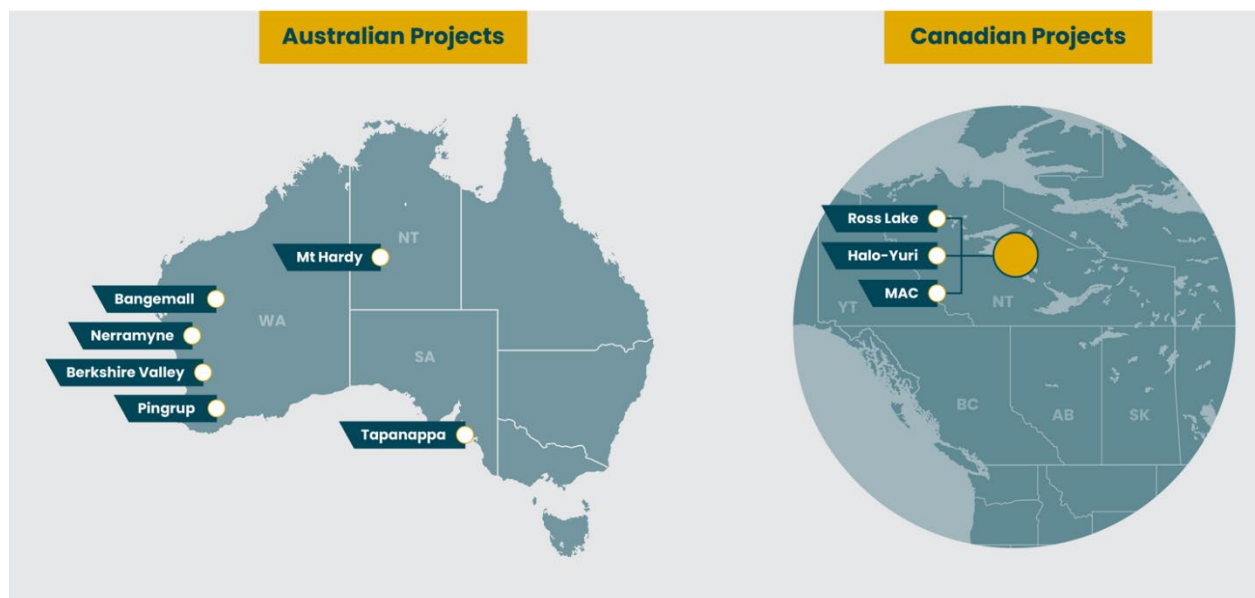 Australian Projects
NT
Mt Hardy
Bangemall
WA
Nerramyne
SA
Berkshire Valley
Pingrup
Tapanappa
Canadian Projects
Ross Lake
Halo-Yuri
MAC
YT
NT
BC
AB
SK